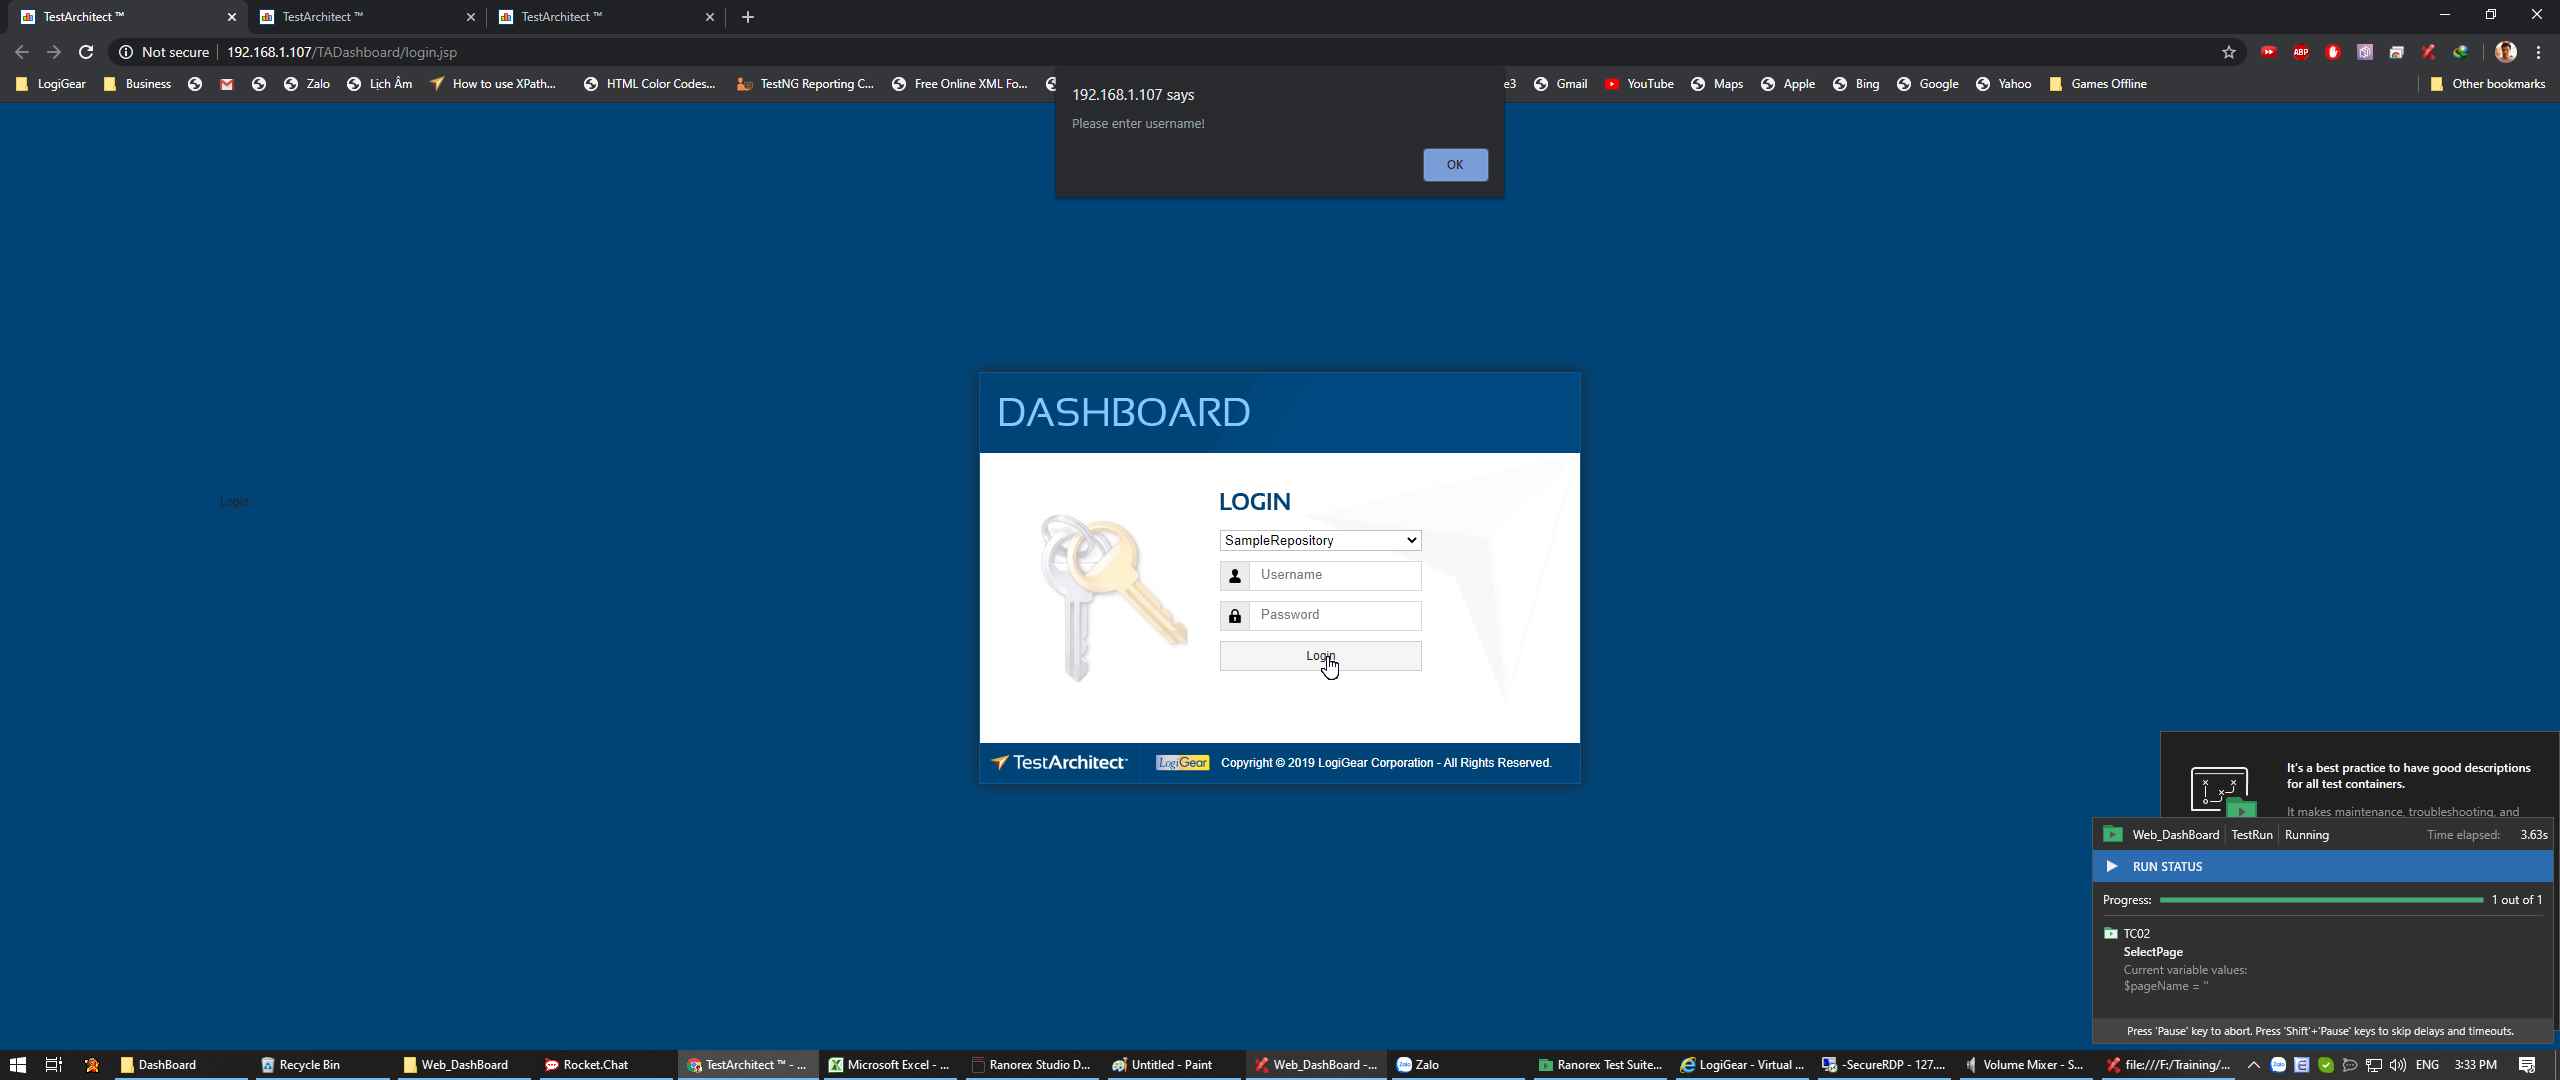 TestArchitect ™
TestArchitect ™
TestArchitect ™
Not secure
192.168.1.107/TADashboard/login.jsp
ABP
LogiGear
Business
Zalo
Lịch Âm
How to use XPath...
HTML Color Codes...
TestNG Reporting C...
Free Online XML Fo...
e3
Gmail
YouTube
Maps
Apple
Bing
Google
Yahoo
Games Offline
Other bookmarks
192.168.1.107 says
Please enter username!
OK
DASHBOARD
Login
LOGIN
SampleRepository
Username
Password
Login
TestArchitect™
LogiGear
Copyright © 2019 LogiGear Corporation - All Rights Reserved.
It's a best practice to have good descriptions
for all test containers.
It makes maintenance, troubleshooting, and
Web_DashBoard
TestRun
Running
Time elapsed:
3.63s
RUN STATUS
Progress:
1 out of 1
TC02
SelectPage
Current variable values:
$pageName = ''
Press 'Pause' key to abort. Press 'Shift'+'Pause' keys to skip delays and timeouts.
DashBoard
Recycle Bin
Web_DashBoard
Rocket.Chat
TestArchitect ™ - ...
Microsoft Excel - ...
Ranorex Studio D...
Untitled - Paint
Web_DashBoard -...
Zalo
Ranorex Test Suite...
LogiGear - Virtual ...
-SecureRDP - 127....
Volume Mixer - S...
file:///F:/Training/...
Zalo
ENG
3:33 PM